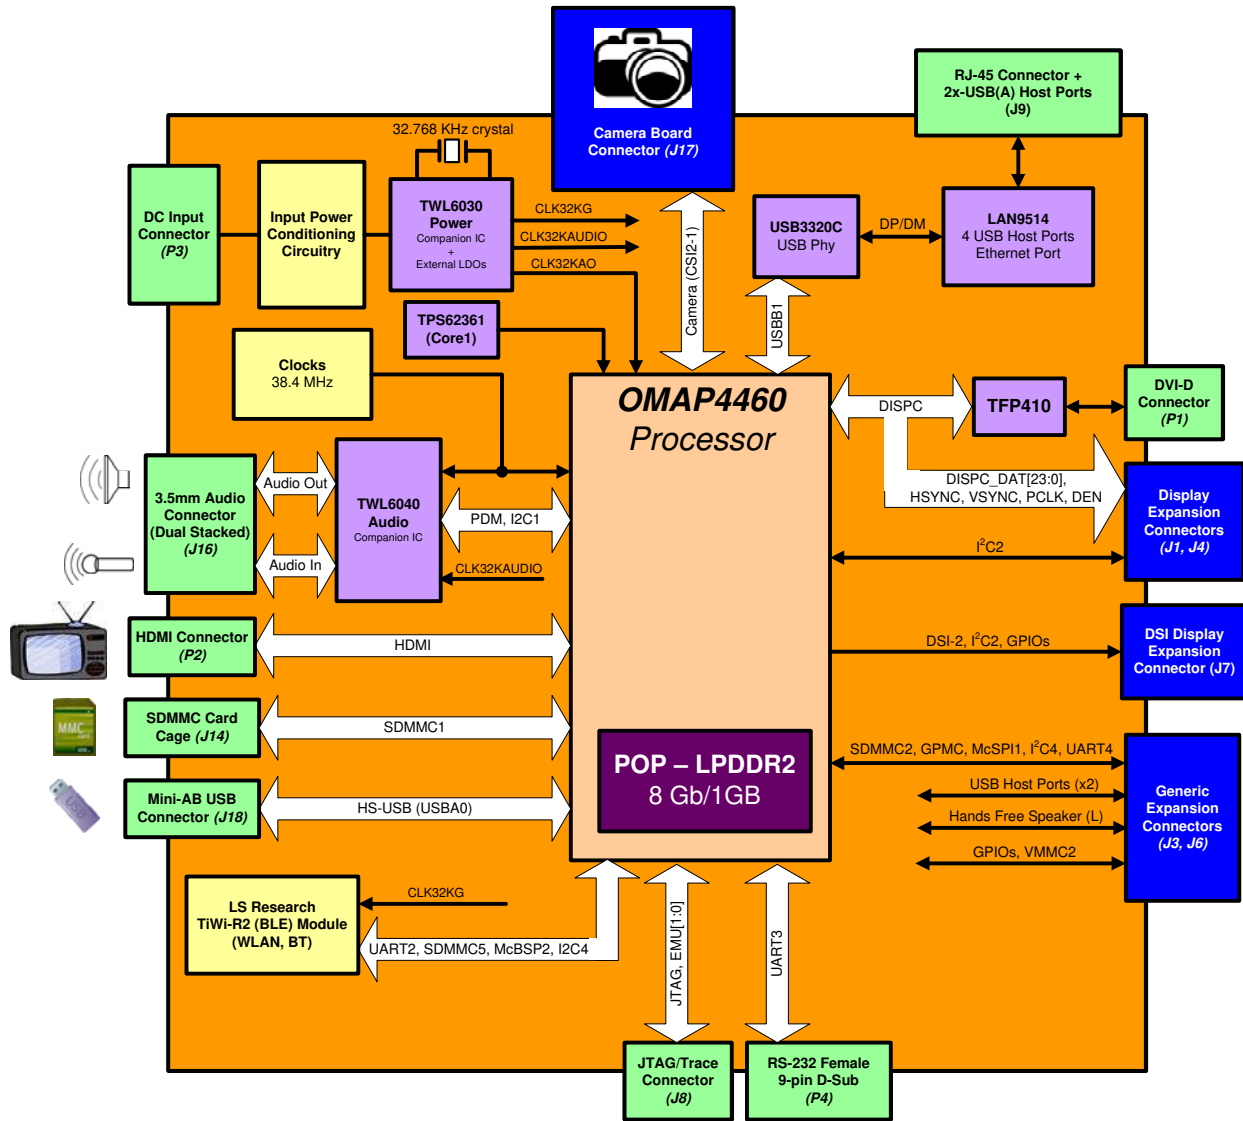 Camera Board
Connector (J17)
RJ-45 Connector +
2x-USB(A) Host Ports
(J9)
32.768 KHz crystal
DC Input
Connector
(P3)
Input Power
Conditioning
Circuitry
TWL6030
Power
Companion IC
+
External LDOs
CLK32KG
CLK32KAUDIO
CLK32KAO
Camera (CSI2-1)
USB3320C
USB Phy
DP/DM
LAN9514
4 USB Host Ports
Ethernet Port
USBB1
TPS62361
(Core1)
Clocks
38.4 MHz
OMAP4460
Processor
DISPC
TFP410
DVI-D
Connector
(P1)
3.5mm Audio
Connector
(Dual Stacked)
(J16)
Audio Out
Audio In
TWL6040
Audio
Companion IC
PDM, I2C1
CLK32KAUDIO
DISPC_DAT[23:0],
HSYNC, VSYNC, PCLK, DEN
Display
Expansion
Connectors
(J1, J4)
I²C2
HDMI Connector
(P2)
HDMI
DSI-2, I²C2, GPIOs
DSI Display
Expansion
Connector (J7)
MMC
SDMMC Card
Cage (J14)
SDMMC1
POP – LPDDR2
8 Gb/1GB
SDMMC2, GPMC, McSPI1, I²C4, UART4
USB Host Ports (x2)
Hands Free Speaker (L)
GPIOs, VMMC2
Generic
Expansion
Connectors
(J3, J6)
USB
Mini-AB USB
Connector (J18)
HS-USB (USBA0)
LS Research
TiWi-R2 (BLE) Module
(WLAN, BT)
CLK32KG
UART2, SDMMC5, McBSP2, I2C4
JTAG, EMU[1:0]
UART3
JTAG/Trace
Connector
(J8)
RS-232 Female
9-pin D-Sub
(P4)